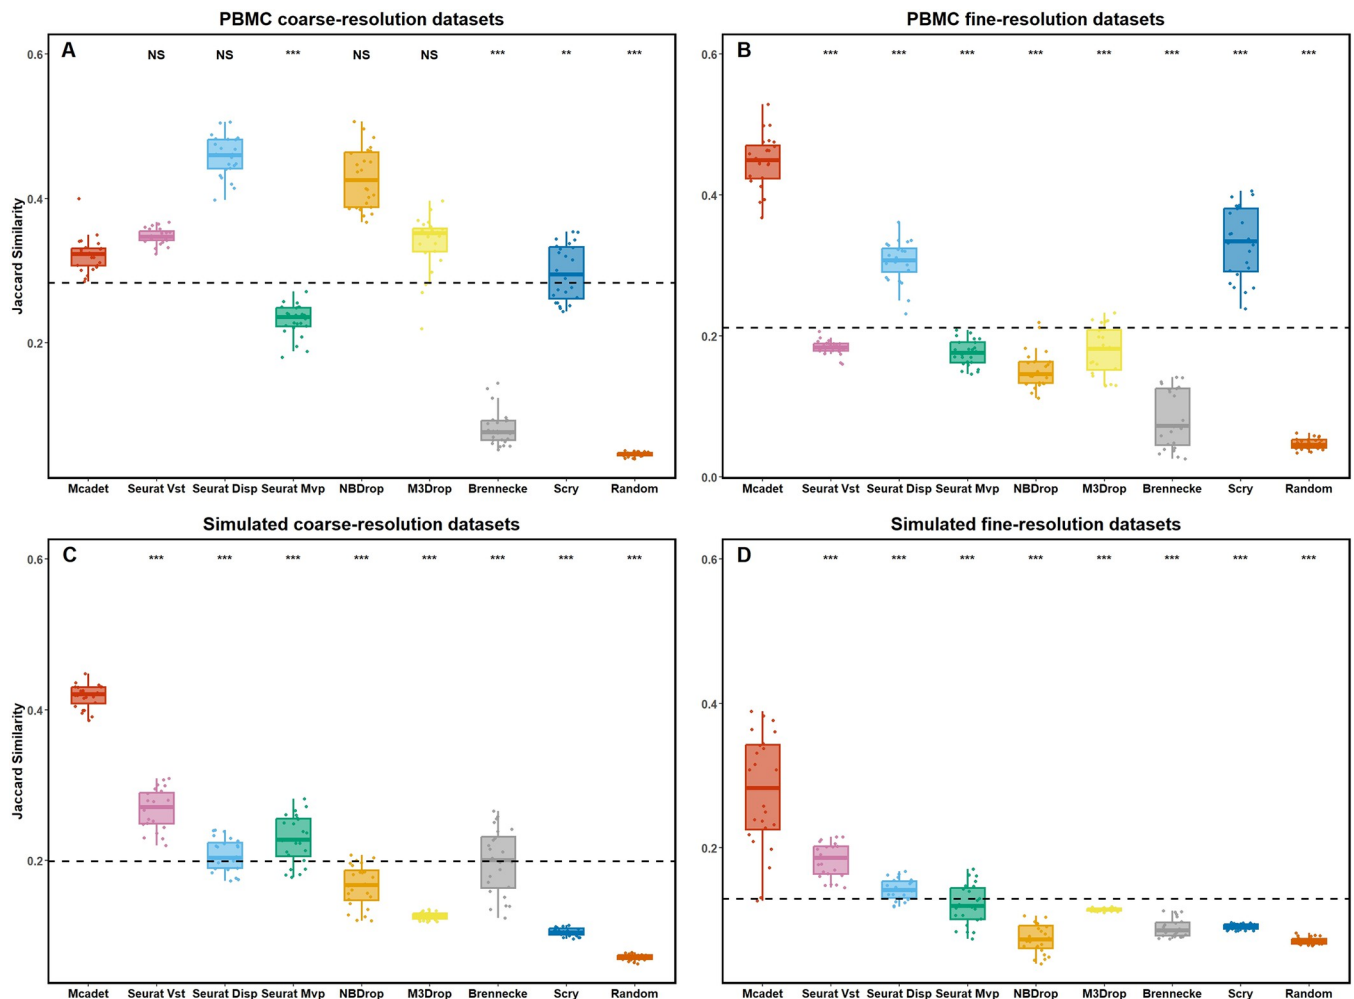 PBMC coarse-resolution datasets
A
NS NS *** NS NS *** ** ***
0.6
0.4
0.2
Jaccard Similarity
Mcadet Seurat Vst Seurat Disp Seurat Mvp NBDrop M3Drop Brennecke Scry Random
PBMC fine-resolution datasets
B
*** *** *** *** *** *** *** ***
0.6
0.4
0.2
0.0
Mcadet Seurat Vst Seurat Disp Seurat Mvp NBDrop M3Drop Brennecke Scry Random
Simulated coarse-resolution datasets
C
*** *** *** *** *** *** *** ***
0.6
0.4
0.2
Jaccard Similarity
Mcadet Seurat Vst Seurat Disp Seurat Mvp NBDrop M3Drop Brennecke Scry Random
Simulated fine-resolution datasets
D
*** *** *** *** *** *** *** ***
0.6
0.4
0.2
Mcadet Seurat Vst Seurat Disp Seurat Mvp NBDrop M3Drop Brennecke Scry Random